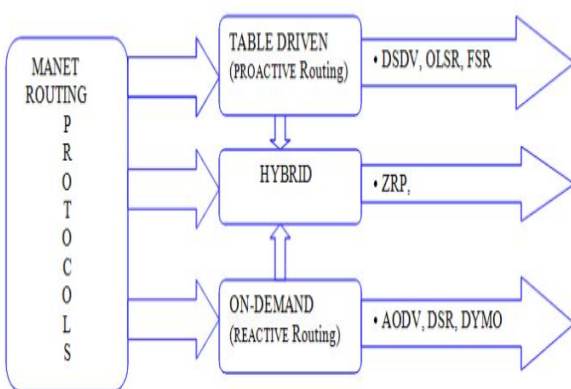 MANET
ROUTING
P
R
O
T
O
C
O
L
S
TABLE DRIVEN
(PROACTIVE Routing)
• DSDV, OLSR, FSR
HYBRID
• ZRP,
ON-DEMAND
(REACTIVE Routing)
• AODV, DSR, DYMO